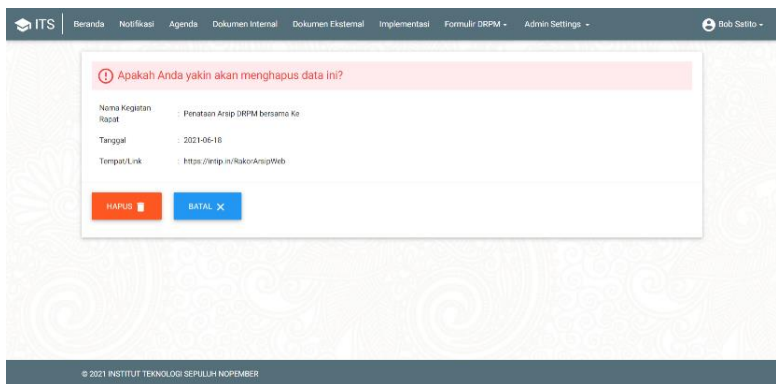 ITS Beranda Notifikasi Agenda Dokumen Internal Dokumen Eksternal Implementasi Formulir DRPM Admin Settings Bob Satito
Apakah Anda yakin akan menghapus data ini?
Nama Kegiatan
Rapat : Penataan Arsip DRPM bersama Ke
Tanggal : 2021-06-18
Tempat/Link : https://intip.in/RakorArsipWeb
HAPUS BATAL
© 2021 INSTITUT TEKNOLOGI SEPULUH NOPEMBER